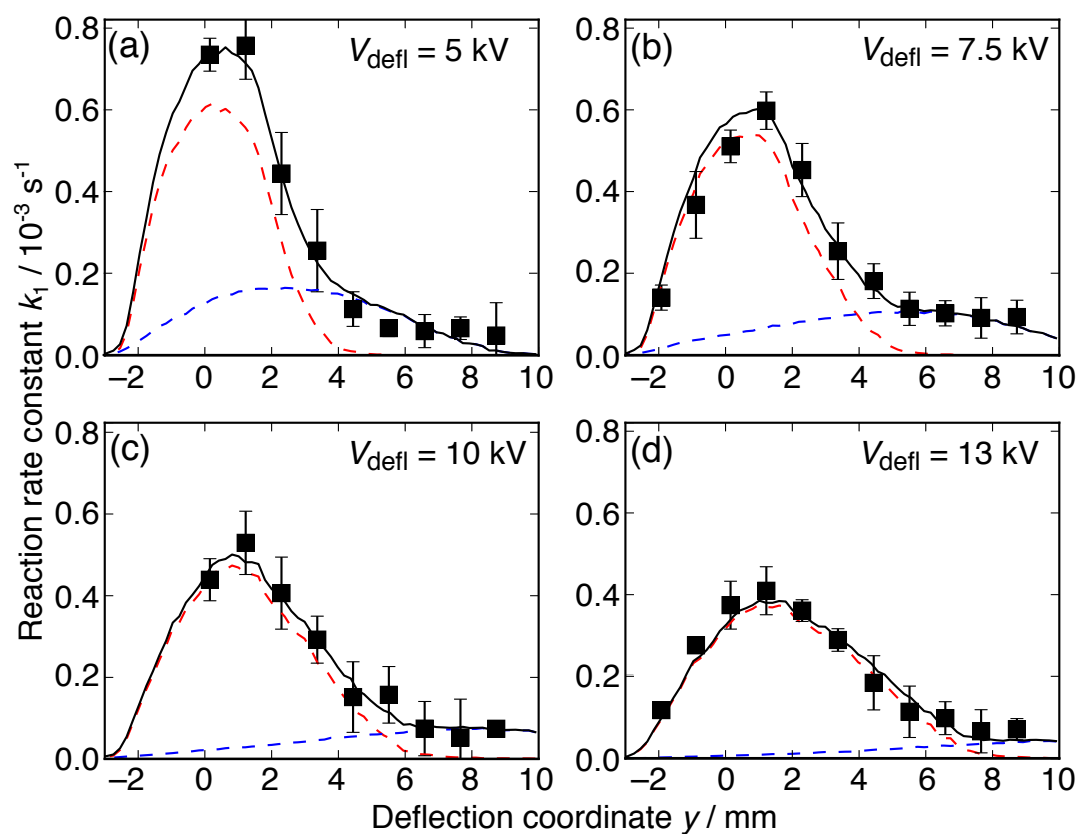 Reaction rate constant k₁ / 10⁻³ s⁻¹
(a)
V_defl = 5 kV
0.8
0.6
0.4
0.2
0.0
−2 0 2 4 6 8 10
(b)
V_defl = 7.5 kV
0.8
0.6
0.4
0.2
0.0
−2 0 2 4 6 8 10
(c)
V_defl = 10 kV
0.8
0.6
0.4
0.2
0.0
−2 0 2 4 6 8 10
(d)
V_defl = 13 kV
0.8
0.6
0.4
0.2
0.0
−2 0 2 4 6 8 10
Deflection coordinate y / mm